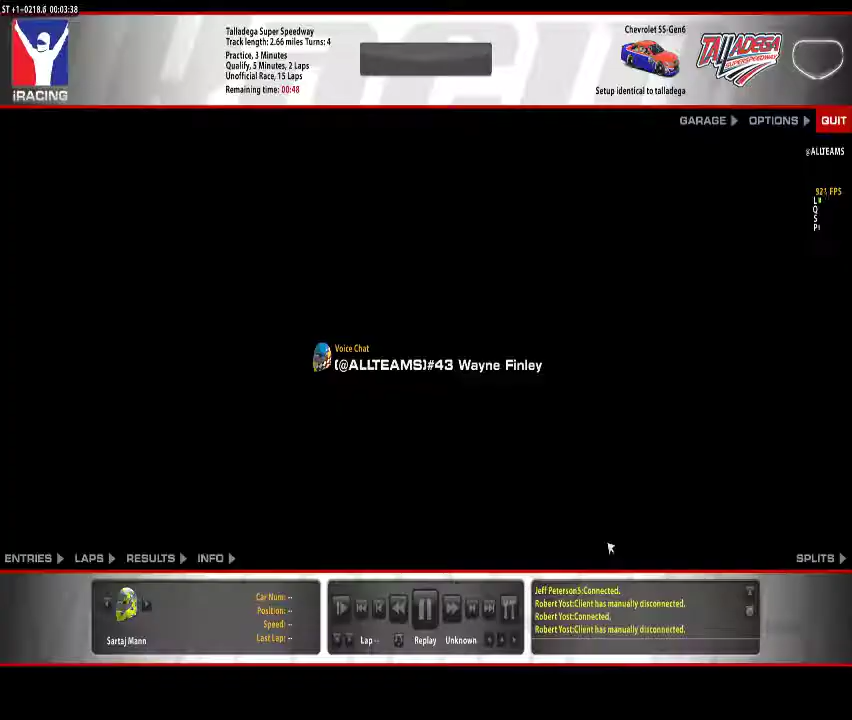 ST +1+0218.6 00:03:38
Talladega Super Speedway
Track length: 2.66 miles Turns: 4
Practice, 3 Minutes
Qualify, 5 Minutes, 2 Laps
Unofficial Race, 15 Laps
Remaining time: 00:48
iRACING
Chevrolet SS-Gen6
Setup identical to talladega
TALLADEGA
SUPERSPEEDWAY
GARAGE
OPTIONS
QUIT
@ALLTEAMS
921 FPS
L
Q
S
P
Voice Chat
(@ALLTEAMS)#43 Wayne Finley
ENTRIES
LAPS
RESULTS
INFO
SPLITS
Sartaj Mann
Car Num: --
Position: --
Speed: --
Last Lap: --
Lap --
Replay
Unknown
Jeff Peterson5:Connected.
Robert Yost:Client has manually disconnected.
Robert Yost:Connected.
Robert Yost:Client has manually disconnected.